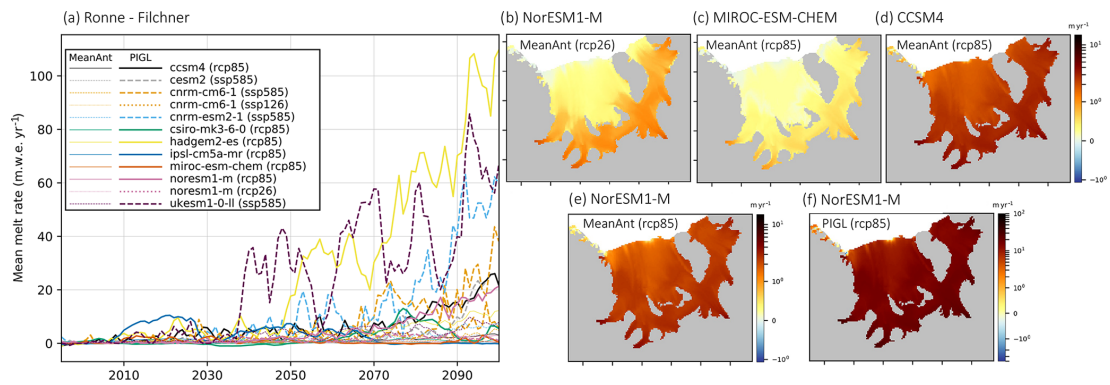 (a) Ronne - Filchner
(b) NorESM1-M
(c) MIROC-ESM-CHEM
(d) CCSM4
MeanAnt PIGL
ccsm4 (rcp85)
cesm2 (ssp585)
cnrm-cm6-1 (ssp585)
cnrm-cm6-1 (ssp126)
cnrm-esm2-1 (ssp585)
csiro-mk3-6-0 (rcp85)
hadgem2-es (rcp85)
ipsl-cm5a-mr (rcp85)
miroc-esm-chem (rcp85)
noresm1-m (rcp85)
noresm1-m (rcp26)
ukesm1-0-ll (ssp585)
Mean melt rate (m.w.e. yr⁻¹)
100
80
60
40
20
0
2010 2030 2050 2070 2090
MeanAnt (rcp26)
MeanAnt (rcp85)
MeanAnt (rcp85)
m yr⁻¹
10¹
10⁰
0
−10⁰
(e) NorESM1-M
MeanAnt (rcp85)
m yr⁻¹
10¹
10⁰
0
−10⁰
(f) NorESM1-M
PIGL (rcp85)
m yr⁻¹
10²
10¹
10⁰
0
−10⁰